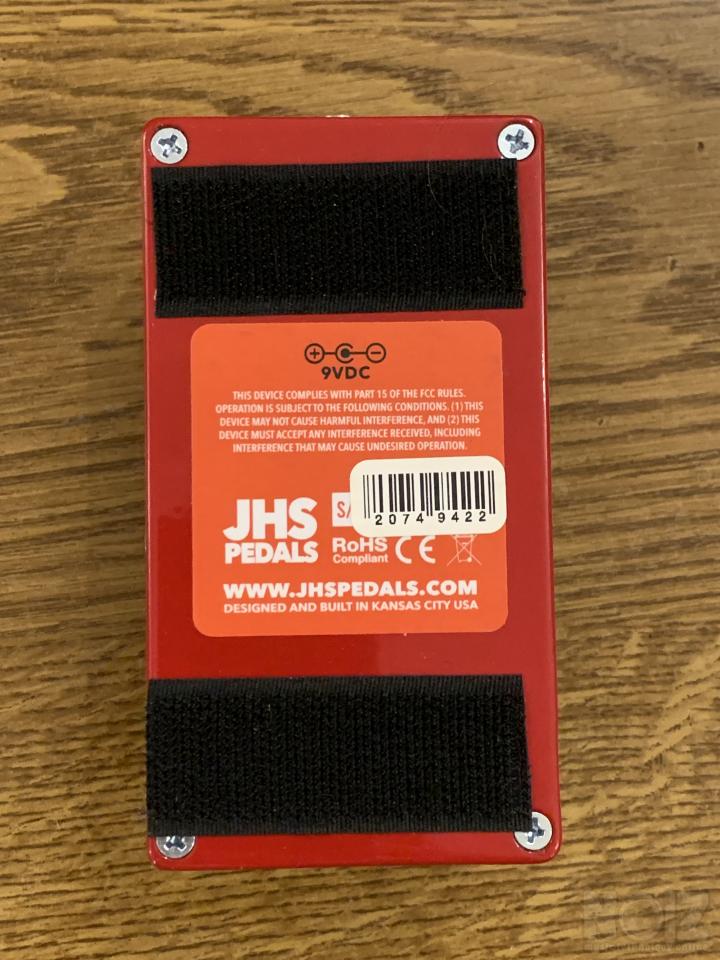 9VDC
THIS DEVICE COMPLIES WITH PART 15 OF THE FCC RULES.
OPERATION IS SUBJECT TO THE FOLLOWING CONDITIONS. (1) THIS
DEVICE MAY NOT CAUSE HARMFUL INTERFERENCE, AND (2) THIS
DEVICE MUST ACCEPT ANY INTERFERENCE RECEIVED, INCLUDING
INTERFERENCE THAT MAY CAUSE UNDESIRED OPERATION.
S/
2074 9422
JHS
PEDALS
RoHS
Compliant
CE
WWW.JHSPEDALS.COM
DESIGNED AND BUILT IN KANSAS CITY USA